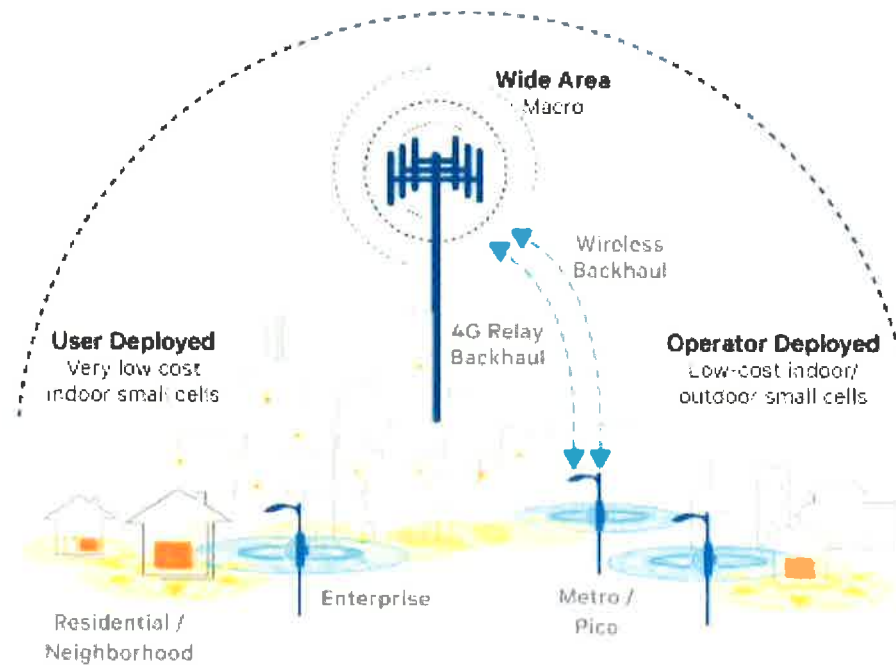 Wide Area
Macro
Wireless
Backhaul
4G Relay
Backhaul
User Deployed
Very low cost
indoor small cells
Operator Deployed
Low-cost indoor/
outdoor small cells
Enterprise
Metro /
Pico
Residential /
Neighborhood